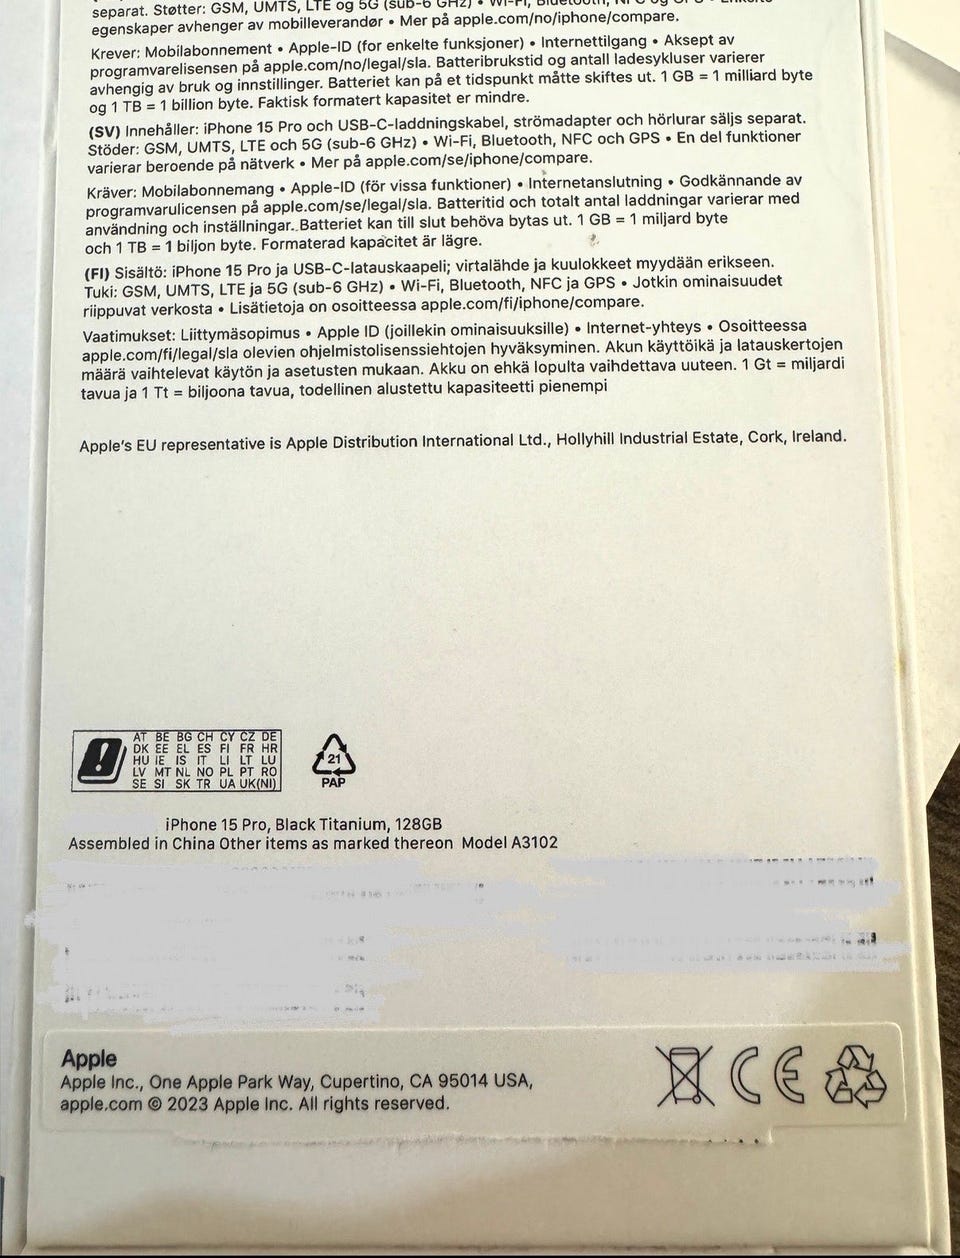 separat. Støtter: GSM, UMTS, LTE og 5G (sub-6 GHz) • Wi-Fi, Bluetooth, NFC og GPS • Enkelte
egenskaper avhenger av mobilleverandør • Mer på apple.com/no/iphone/compare.
Krever: Mobilabonnement • Apple-ID (for enkelte funksjoner) • Internettilgang • Aksept av
programvarelisensen på apple.com/no/legal/sla. Batteribrukstid og antall ladesykluser varierer
avhengig av bruk og innstillinger. Batteriet kan på et tidspunkt måtte skiftes ut. 1 GB = 1 milliard byte
og 1 TB = 1 billion byte. Faktisk formatert kapasitet er mindre.
(SV) Innehåller: iPhone 15 Pro och USB-C-laddningskabel, strömadapter och hörlurar säljs separat.
Stöder: GSM, UMTS, LTE och 5G (sub-6 GHz) • Wi-Fi, Bluetooth, NFC och GPS • En del funktioner
varierar beroende på nätverk • Mer på apple.com/se/iphone/compare.
Kräver: Mobilabonnemang • Apple-ID (för vissa funktioner) • Internetanslutning • Godkännande av
programvarulicensen på apple.com/se/legal/sla. Batteritid och totalt antal laddningar varierar med
användning och inställningar. Batteriet kan till slut behöva bytas ut. 1 GB = 1 miljard byte
och 1 TB = 1 biljon byte. Formaterad kapacitet är lägre.
(FI) Sisältö: iPhone 15 Pro ja USB-C-latauskaapeli; virtalähde ja kuulokkeet myydään erikseen.
Tuki: GSM, UMTS, LTE ja 5G (sub-6 GHz) • Wi-Fi, Bluetooth, NFC ja GPS • Jotkin ominaisuudet
riippuvat verkosta • Lisätietoja on osoitteessa apple.com/fi/iphone/compare.
Vaatimukset: Liittymäsopimus • Apple ID (joillekin ominaisuuksille) • Internet-yhteys • Osoitteessa
apple.com/fi/legal/sla olevien ohjelmistolisenssiehtojen hyväksyminen. Akun käyttöikä ja latauskertojen
määrä vaihtelevat käytön ja asetusten mukaan. Akku on ehkä lopulta vaihdettava uuteen. 1 Gt = miljardi
tavua ja 1 Tt = biljoona tavua, todellinen alustettu kapasiteetti pienempi
Apple's EU representative is Apple Distribution International Ltd., Hollyhill Industrial Estate, Cork, Ireland.
AT BE BG CH CY CZ DE
DK EE EL ES FI FR HR
HU IE IS IT LI LT LU
LV MT NL NO PL PT RO
SE SI SK TR UA UK(NI)
21
PAP
iPhone 15 Pro, Black Titanium, 128GB
Assembled in China Other items as marked thereon Model A3102
Apple
Apple Inc., One Apple Park Way, Cupertino, CA 95014 USA,
apple.com © 2023 Apple Inc. All rights reserved.
CE